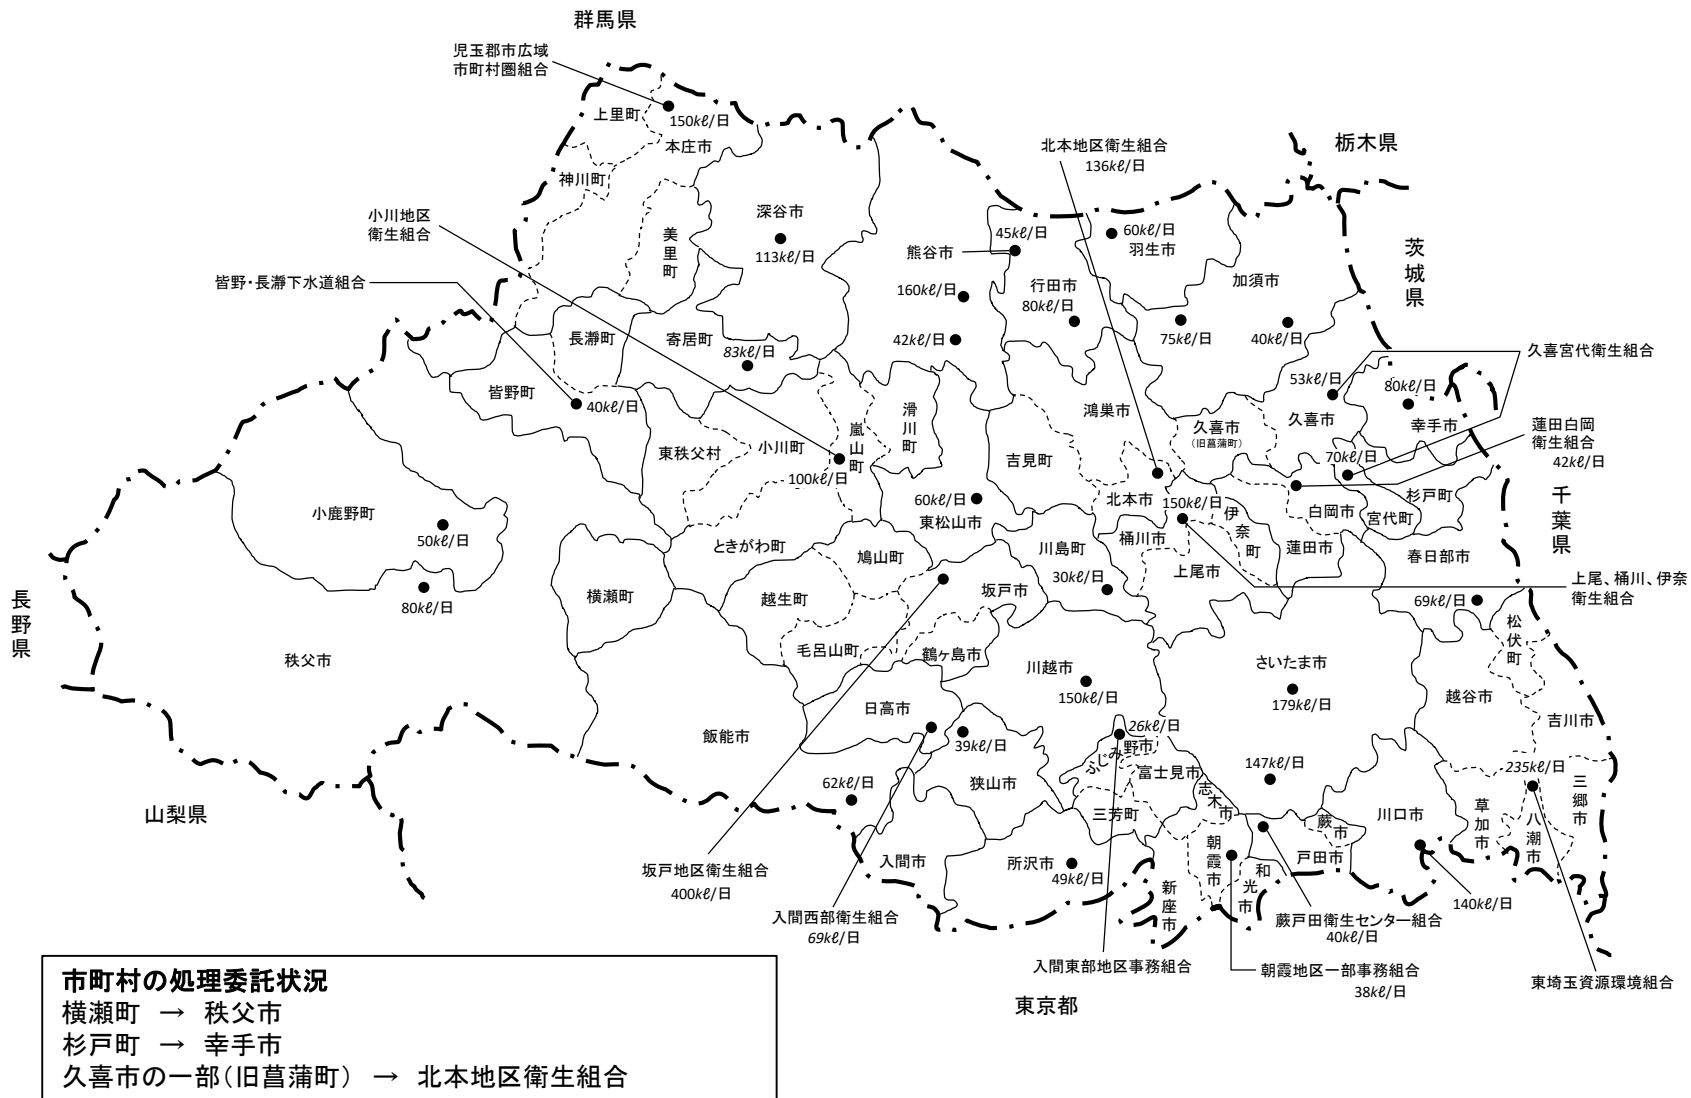 群馬県
児玉郡市広域
市町村圏組合
上里町
150kℓ/日
本庄市
神川町
北本地区衛生組合
136kℓ/日
栃木県
小川地区
衛生組合
美里町
深谷市
113kℓ/日
熊谷市
45kℓ/日
60kℓ/日
羽生市
茨城県
皆野・長瀞下水道組合
160kℓ/日
行田市
80kℓ/日
加須市
長瀞町
寄居町
83kℓ/日
42kℓ/日
75kℓ/日
40kℓ/日
久喜宮代衛生組合
皆野町
40kℓ/日
53kℓ/日
80kℓ/日
幸手市
滑川町
嵐山町
鴻巣市
久喜市
(旧菖蒲町)
久喜市
蓮田白岡
衛生組合
42kℓ/日
東秩父村
小川町
100kℓ/日
吉見町
70kℓ/日
小鹿野町
50kℓ/日
60kℓ/日
東松山市
北本市
150kℓ/日
伊奈町
白岡市
宮代町
杉戸町
千葉県
ときがわ町
鳩山町
川島町
30kℓ/日
桶川市
上尾市
蓮田市
春日部市
長野県
80kℓ/日
横瀬町
越生町
坂戸市
69kℓ/日
上尾、桶川、伊奈
衛生組合
秩父市
毛呂山町
鶴ヶ島市
川越市
150kℓ/日
さいたま市
179kℓ/日
松伏町
越谷市
吉川市
飯能市
日高市
39kℓ/日
26kℓ/日
ふじみ野市
富士見市
147kℓ/日
235kℓ/日
山梨県
62kℓ/日
狭山市
三芳町
志木市
蕨市
川口市
草加市
八潮市
三郷市
坂戸地区衛生組合
400kℓ/日
入間市
所沢市
49kℓ/日
新座市
朝霞市
和光市
戸田市
140kℓ/日
入間西部衛生組合
69kℓ/日
蕨戸田衛生センター組合
40kℓ/日
入間東部地区事務組合
朝霞地区一部事務組合
38kℓ/日
東埼玉資源環境組合
東京都
市町村の処理委託状況
横瀬町 → 秩父市
杉戸町 → 幸手市
久喜市の一部(旧菖蒲町) → 北本地区衛生組合